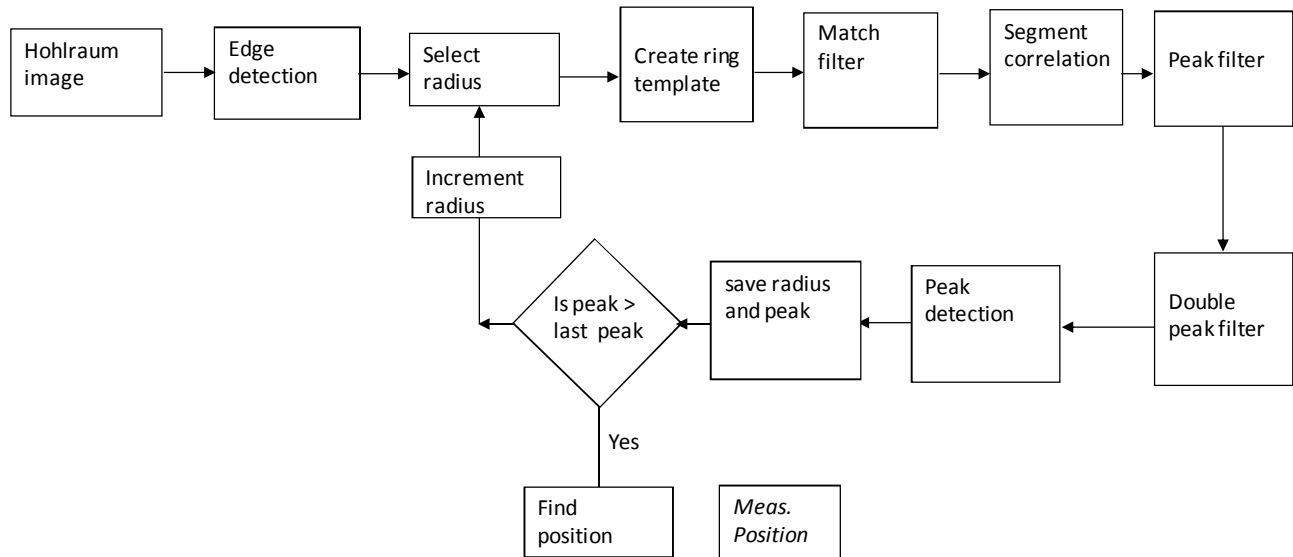 Hohlraum
image
Edge
detection
Select
radius
Create ring
template
Match
filter
Segment
correlation
Peak filter
Increment
radius
Is peak >
last peak
save radius
and peak
Peak
detection
Double
peak filter
Yes
Find
position
Meas.
Position